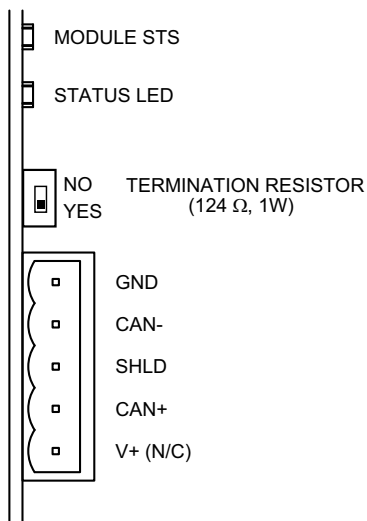 MODULE STS
STATUS LED
NO TERMINATION RESISTOR
YES (124 Ω, 1W)
GND
CAN-
SHLD
CAN+
V+ (N/C)